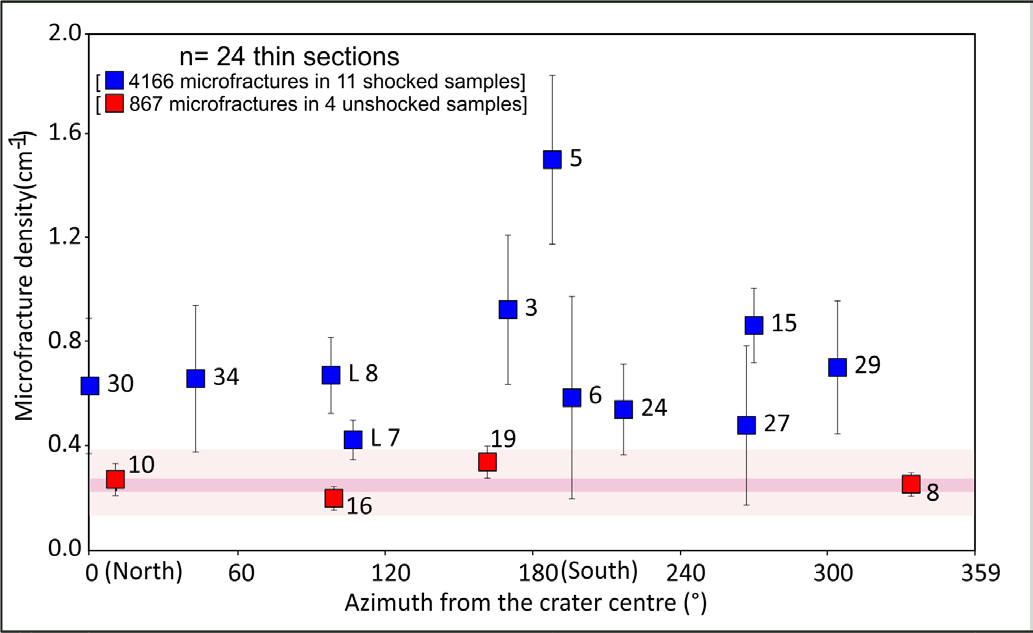 2.0
n= 24 thin sections
[ 4166 microfractures in 11 shocked samples]
[ 867 microfractures in 4 unshocked samples]
1.6
5
1.2
3
15
0.8
29
L 8
34
30
6
24
27
L 7
0.4
19
10
8
16
0.0
0 (North) 60 120 180(South) 240 300 359
Azimuth from the crater centre (°)
Microfracture density(cm-1)